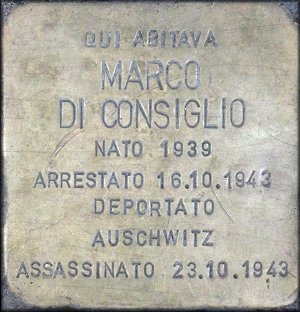 QUI ABITAVA
MARCO
DI CONSIGLIO
NATO 1939
ARRESTATO 16.10.1943
DEPORTATO
AUSCHWITZ
ASSASSINATO 23.10.1943